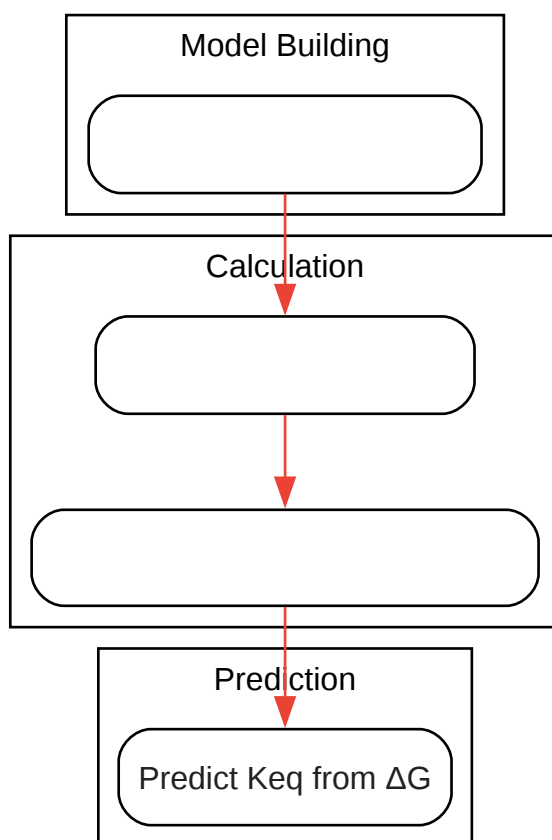 Model Building
Calculation
Prediction
Predict Keq from ΔG